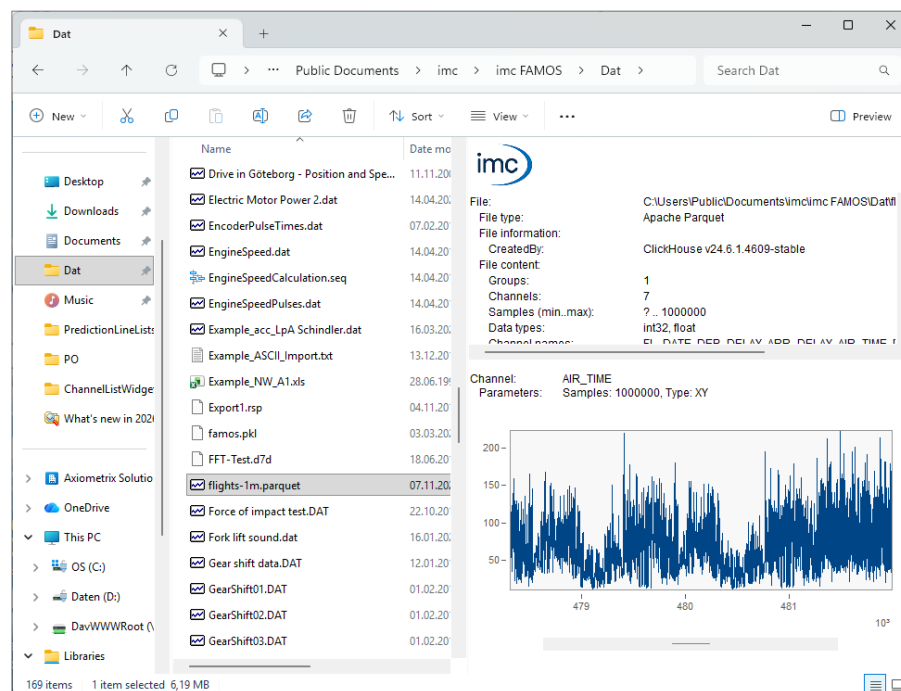 Dat
Public Documents > imc > imc FAMOS > Dat >
Search Dat
New
Sort
View
Preview
Desktop
Downloads
Documents
Dat
Music
PredictionLineLists
PO
ChannelListWidge
What's new in 202
Axiometrix Solutio
OneDrive
This PC
OS (C:)
Daten (D:)
DavWWWRoot (\
Libraries
Name Date mo
Drive in Göteborg - Position and Spe... 11.11.20
Electric Motor Power 2.dat 14.04.20
EncoderPulseTimes.dat 07.02.20
EngineSpeed.dat 14.04.20
EngineSpeedCalculation.seq 14.04.20
EngineSpeedPulses.dat 14.04.20
Example_acc_LpA Schindler.dat 16.03.20
Example_ASCII_Import.txt 13.12.20
Example_NW_A1.xls 28.06.19
Export1.rsp 04.11.20
famos.pkl 03.03.20
FFT-Test.d7d 18.06.20
flights-1m.parquet 07.11.20
Force of impact test.DAT 22.10.20
Fork lift sound.dat 16.01.20
Gear shift data.DAT 12.01.20
GearShift01.DAT 01.02.20
GearShift02.DAT 01.02.20
GearShift03.DAT 01.02.20
imc
File: C:\Users\Public\Documents\imc\imc FAMOS\Dat\fl
File type: Apache Parquet
File information:
CreatedBy: ClickHouse v24.6.1.4609-stable
File content:
Groups: 1
Channels: 7
Samples (min..max): ? .. 1000000
Data types: int32, float
Channel names: FL_DATE, DEP_DELAY, ARR_DELAY, AIR_TIME,
Channel: AIR_TIME
Parameters: Samples: 1000000, Type: XY
200
150
100
50
479 480 481
10³
169 items 1 item selected 6,19 MB